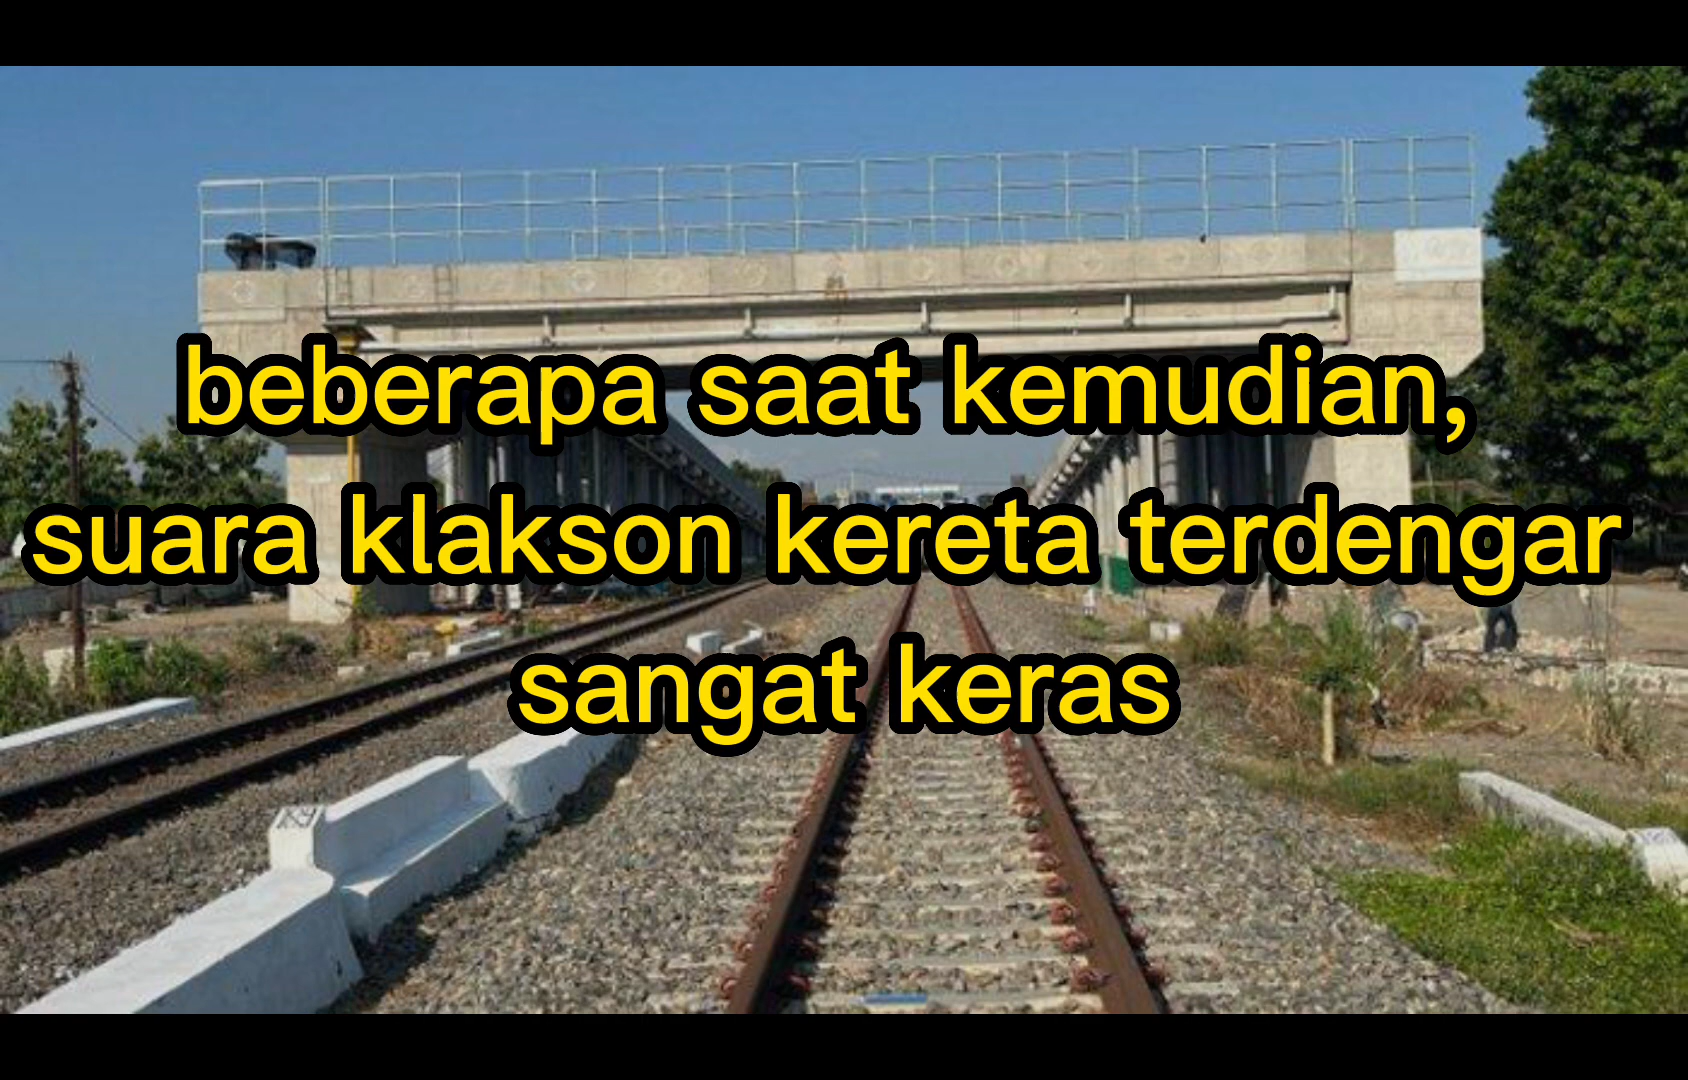 beberapa saat kemudian,
suara klakson kereta terdengar
sangat keras